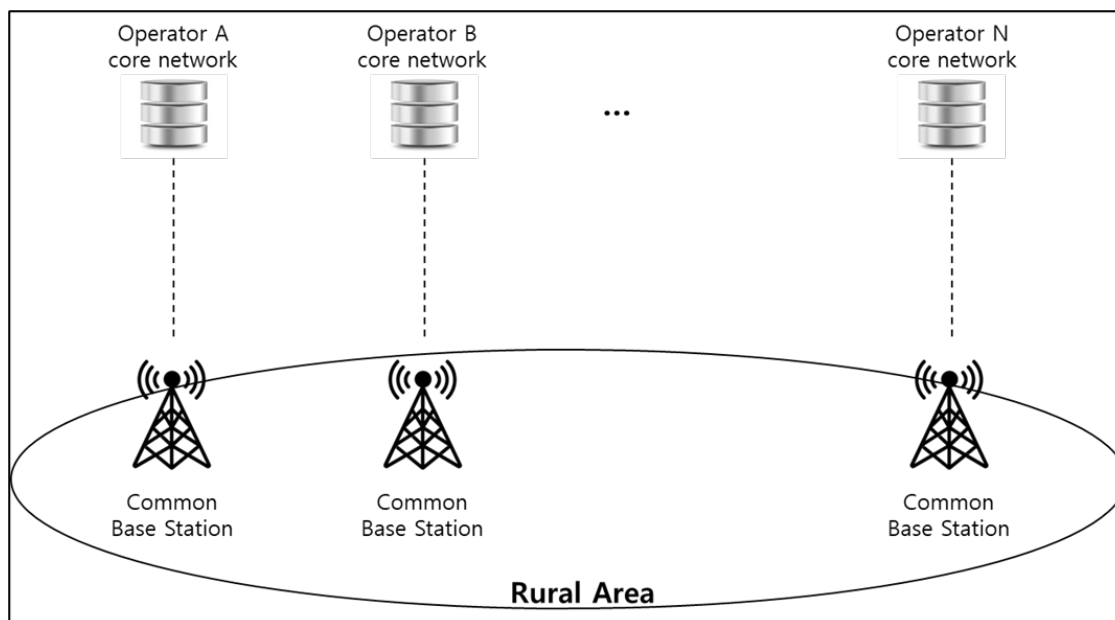 Operator A
core network
Operator B
core network
...
Operator N
core network
Common
Base Station
Common
Base Station
Common
Base Station
Rural Area